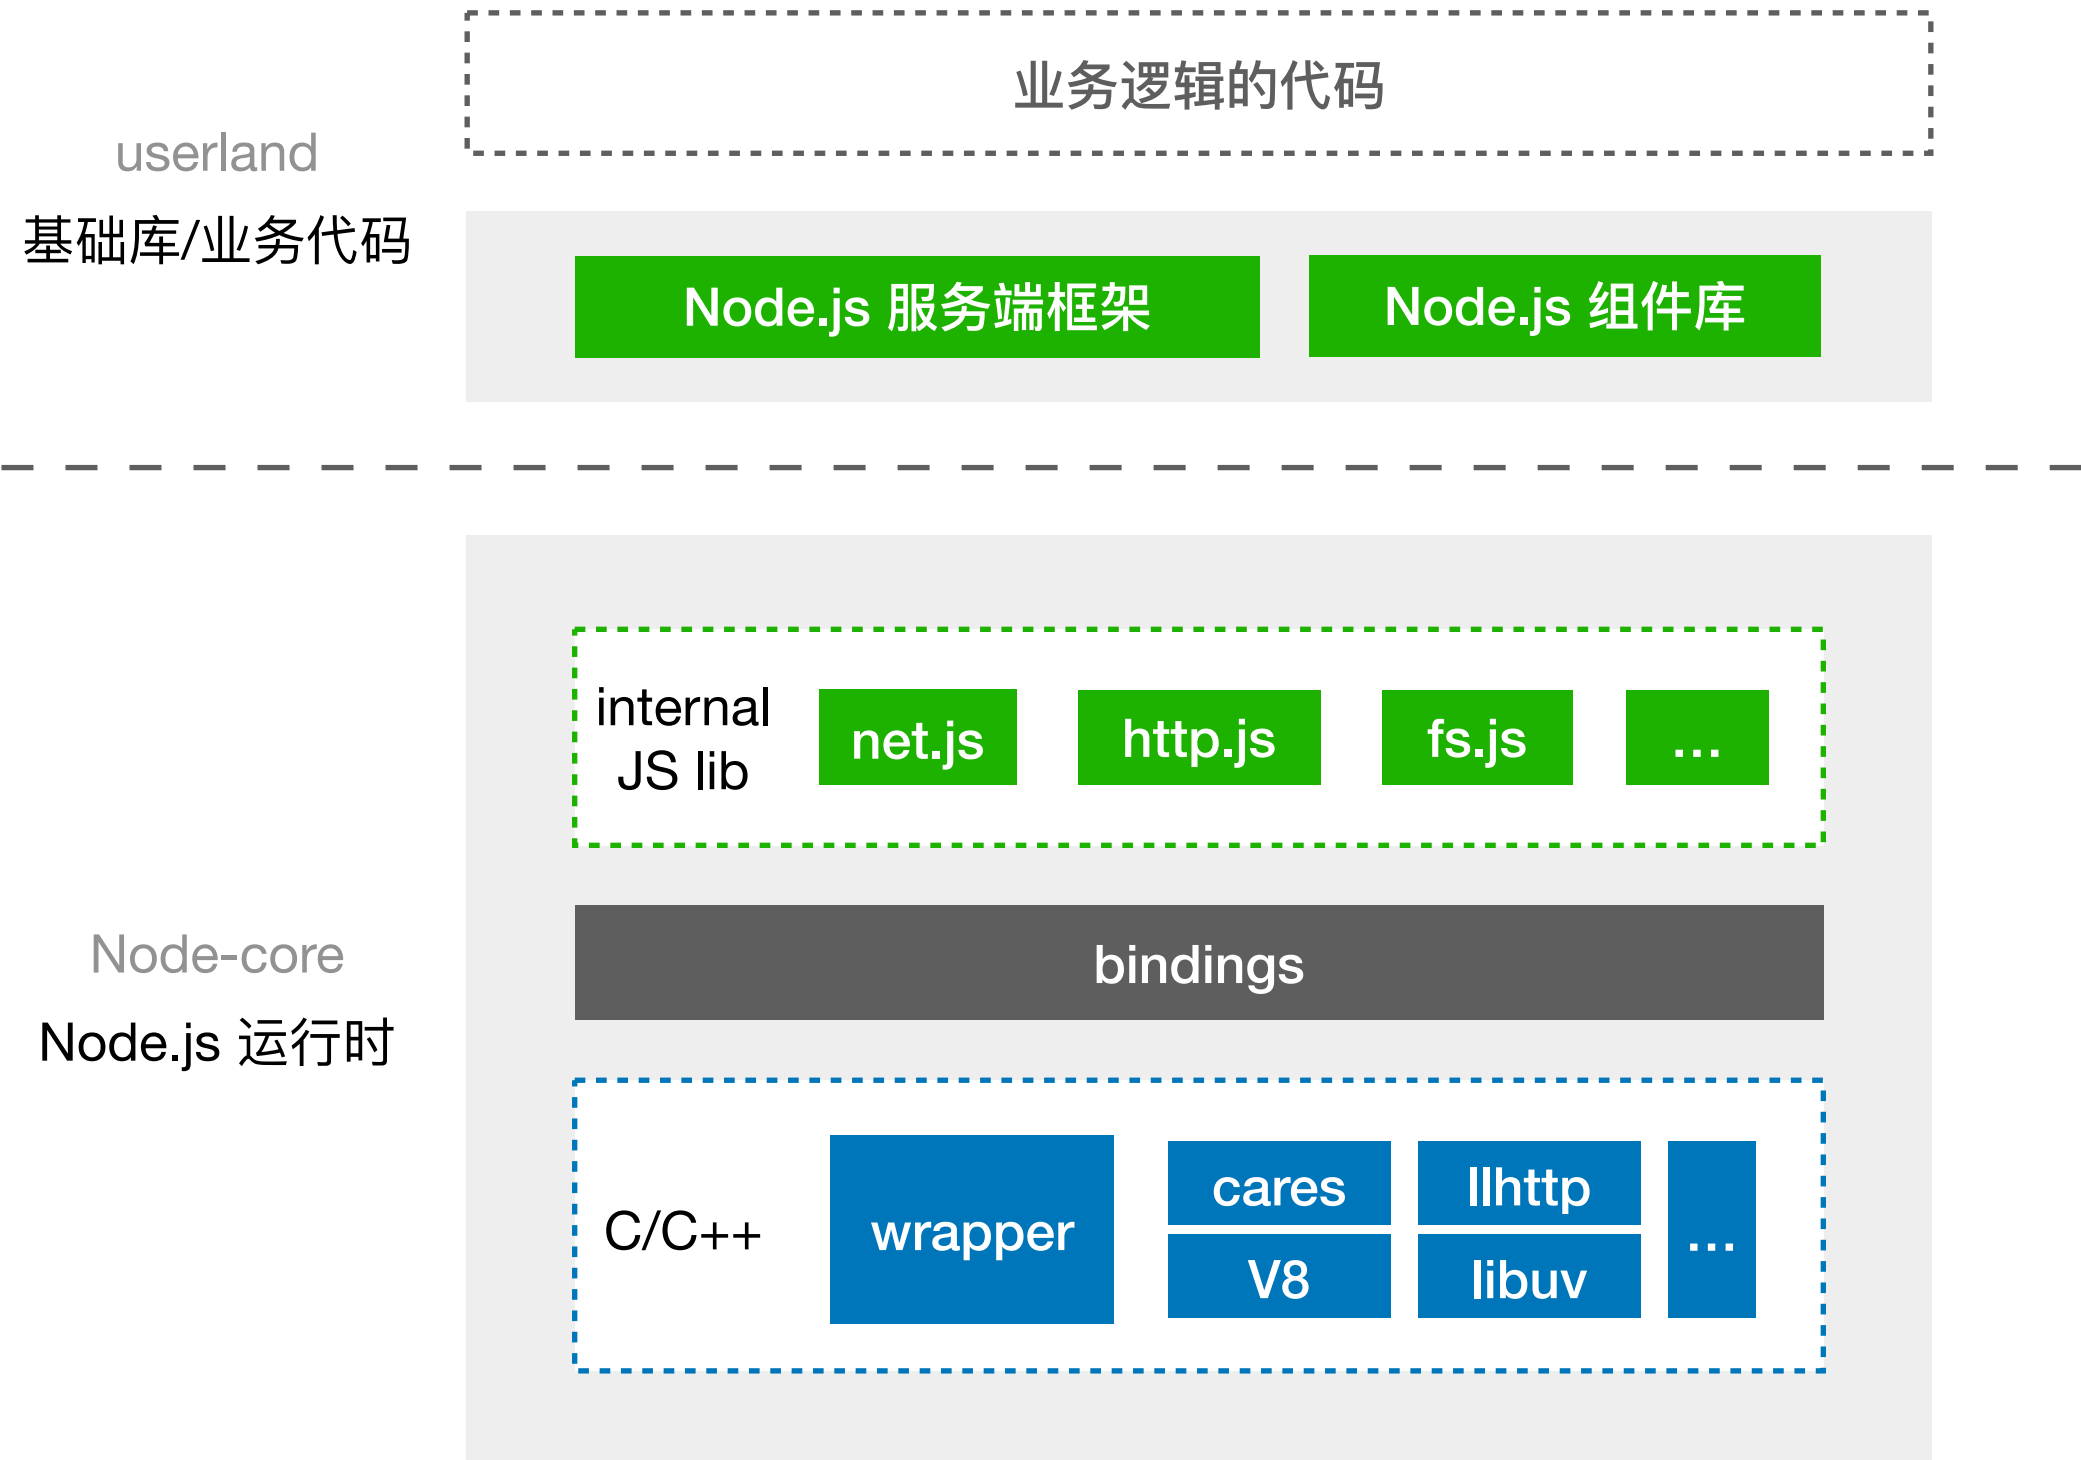 业务逻辑的代码
userland
基础库/业务代码
Node.js 服务端框架
Node.js 组件库
internal
JS lib
net.js
http.js
fs.js
...
bindings
Node-core
Node.js 运行时
C/C++
wrapper
cares
llhttp
V8
libuv
...